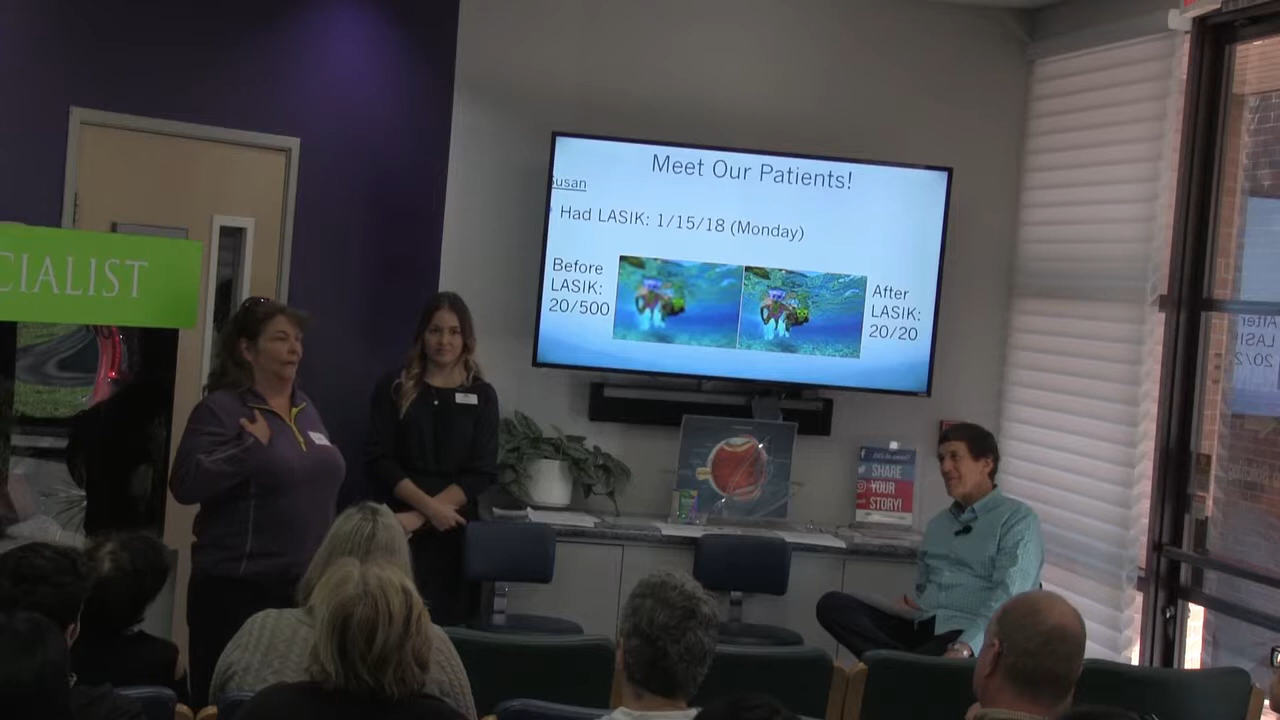 CIALIST
Meet Our Patients!
Susan
Had LASIK: 1/15/18 (Monday)
Before
LASIK:
20/500
After
LASIK:
20/20
SHARE
YOUR
STORY!